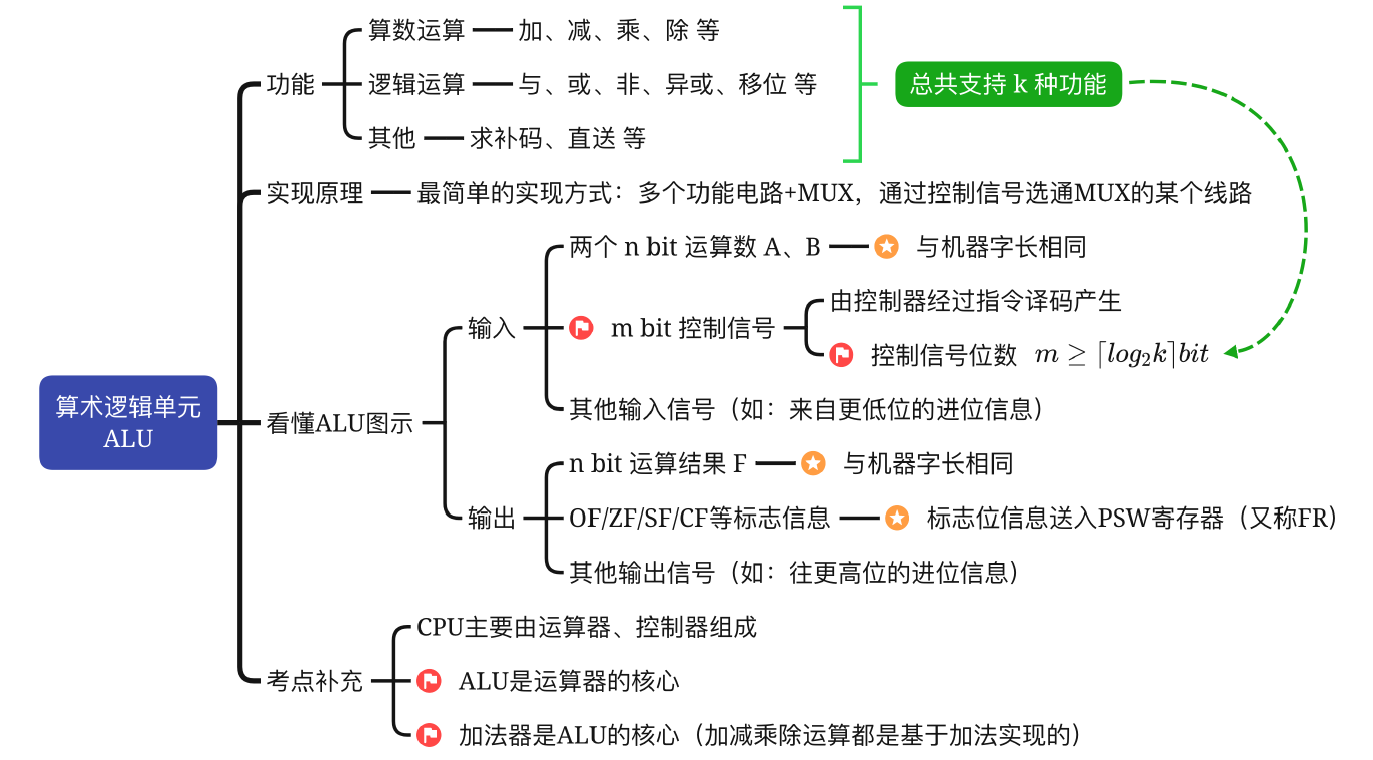 算术逻辑单元
ALU
功能
算数运算
加、减、乘、除 等
逻辑运算
与、或、非、异或、移位 等
其他
求补码、直送 等
总共支持 k 种功能
实现原理
最简单的实现方式：多个功能电路+MUX，通过控制信号选通MUX的某个线路
看懂ALU图示
输入
两个 n bit 运算数 A、B
与机器字长相同
m bit 控制信号
由控制器经过指令译码产生
控制信号位数 m ≥ ⌈log₂k⌉bit
其他输入信号（如：来自更低位的进位信息）
输出
n bit 运算结果 F
与机器字长相同
OF/ZF/SF/CF等标志信息
标志位信息送入PSW寄存器（又称FR）
其他输出信号（如：往更高位的进位信息）
考点补充
CPU主要由运算器、控制器组成
ALU是运算器的核心
加法器是ALU的核心（加减乘除运算都是基于加法实现的）